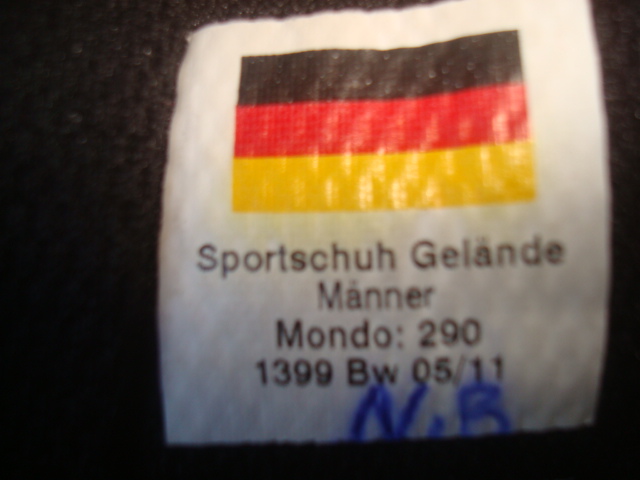 Sportschuh Gelände
Männer
Mondo: 290
1399 Bw 05/11
N.B